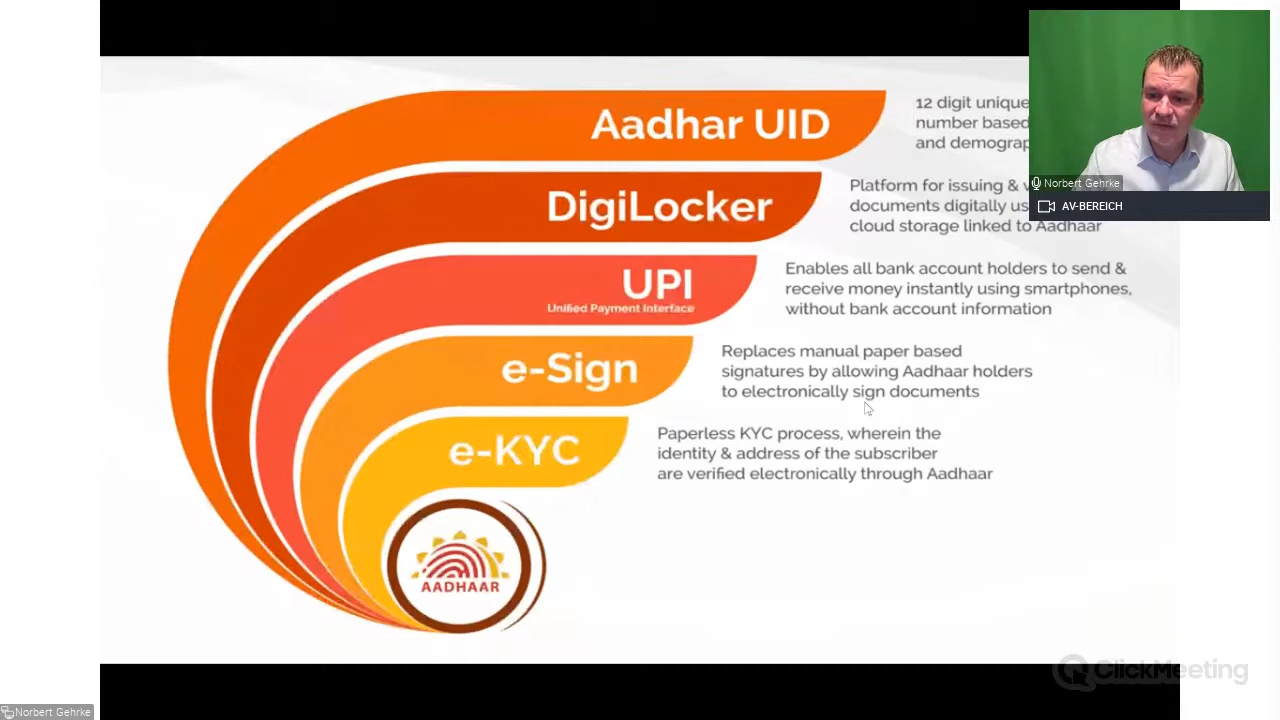 Aadhar UID
12 digit unique
number based
and demograp
DigiLocker
Platform for issuing & v
documents digitally us
cloud storage linked to Aadhaar
UPI
Unified Payment Interface
Enables all bank account holders to send &
receive money instantly using smartphones,
without bank account information
e-Sign
Replaces manual paper based
signatures by allowing Aadhaar holders
to electronically sign documents
e-KYC
Paperless KYC process, wherein the
identity & address of the subscriber
are verified electronically through Aadhaar
AADHAAR
Norbert Gehrke
AV-BEREICH
ClickMeeting
Norbert Gehrke